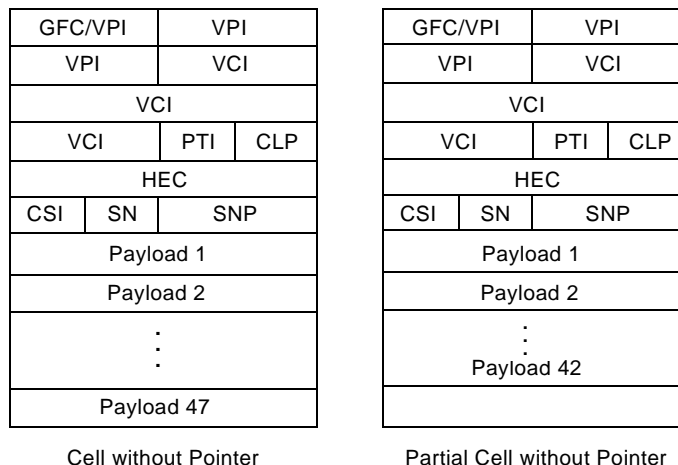 GFC/VPI VPI
VPI VCI
VCI
VCI PTI CLP
HEC
CSI SN SNP
Payload 1
Payload 2
.
.
.
Payload 47
Cell without Pointer
GFC/VPI VPI
VPI VCI
VCI
VCI PTI CLP
HEC
CSI SN SNP
Payload 1
Payload 2
.
.
.
Payload 42
Partial Cell without Pointer